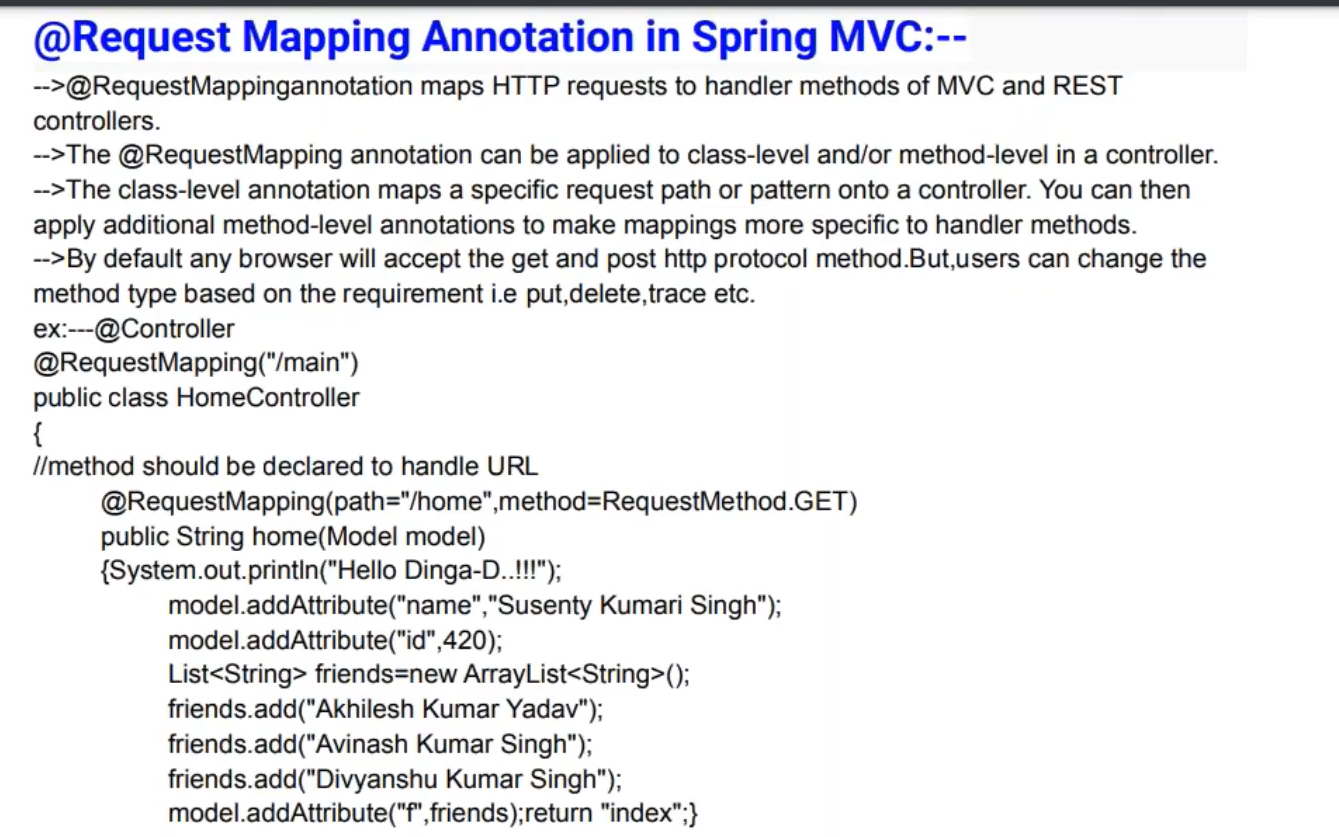 @Request Mapping Annotation in Spring MVC:--
-->@RequestMappingannotation maps HTTP requests to handler methods of MVC and REST
controllers.
-->The @RequestMapping annotation can be applied to class-level and/or method-level in a controller.
-->The class-level annotation maps a specific request path or pattern onto a controller. You can then
apply additional method-level annotations to make mappings more specific to handler methods.
-->By default any browser will accept the get and post http protocol method.But,users can change the
method type based on the requirement i.e put,delete,trace etc.
ex:---@Controller
@RequestMapping("/main")
public class HomeController
{
//method should be declared to handle URL
@RequestMapping(path="/home",method=RequestMethod.GET)
public String home(Model model)
{System.out.println("Hello Dinga-D..!!!");
model.addAttribute("name","Susenty Kumari Singh");
model.addAttribute("id",420);
List<String> friends=new ArrayList<String>();
friends.add("Akhilesh Kumar Yadav");
friends.add("Avinash Kumar Singh");
friends.add("Divyanshu Kumar Singh");
model.addAttribute("f",friends);return "index";}